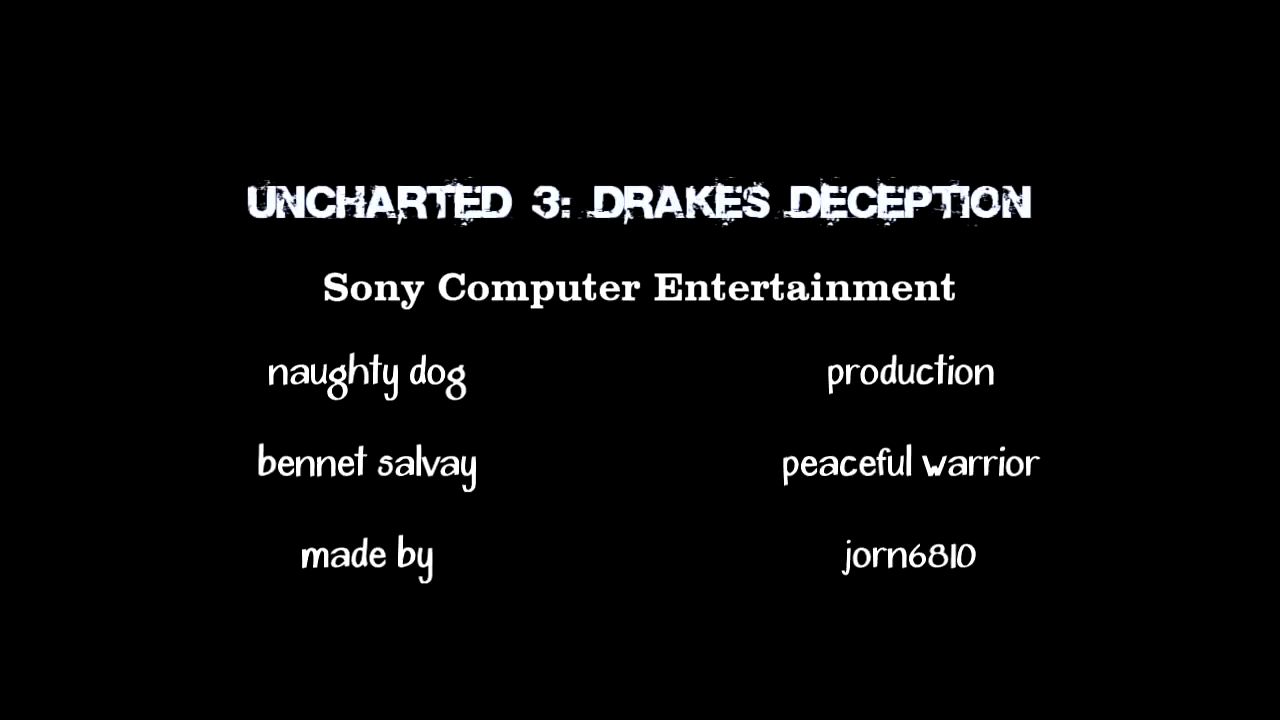 UNCHARTED 3: DRAKES DECEPTION
Sony Computer Entertainment
naughty dog production
bennet salvay peaceful warrior
made by jorn6810